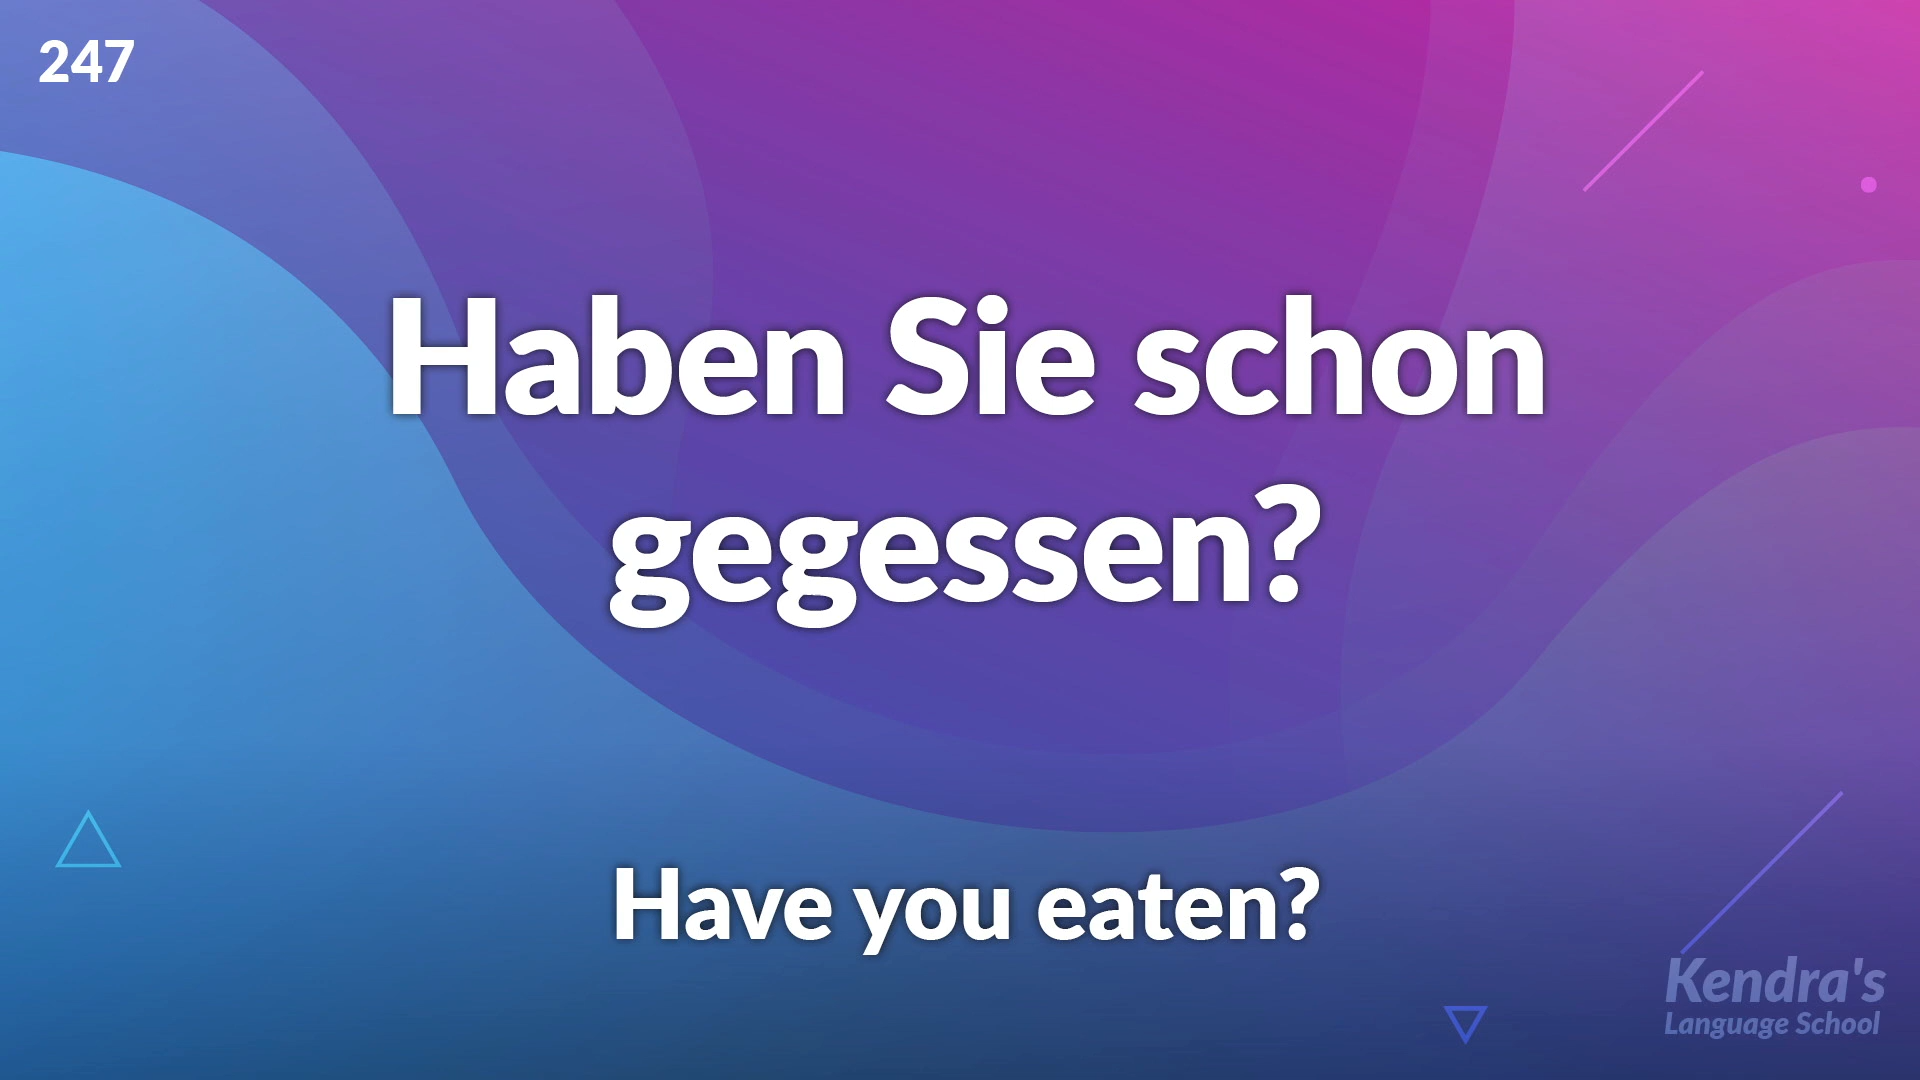 247
Haben Sie schon
gegessen?
Have you eaten?
Kendra's
Language School